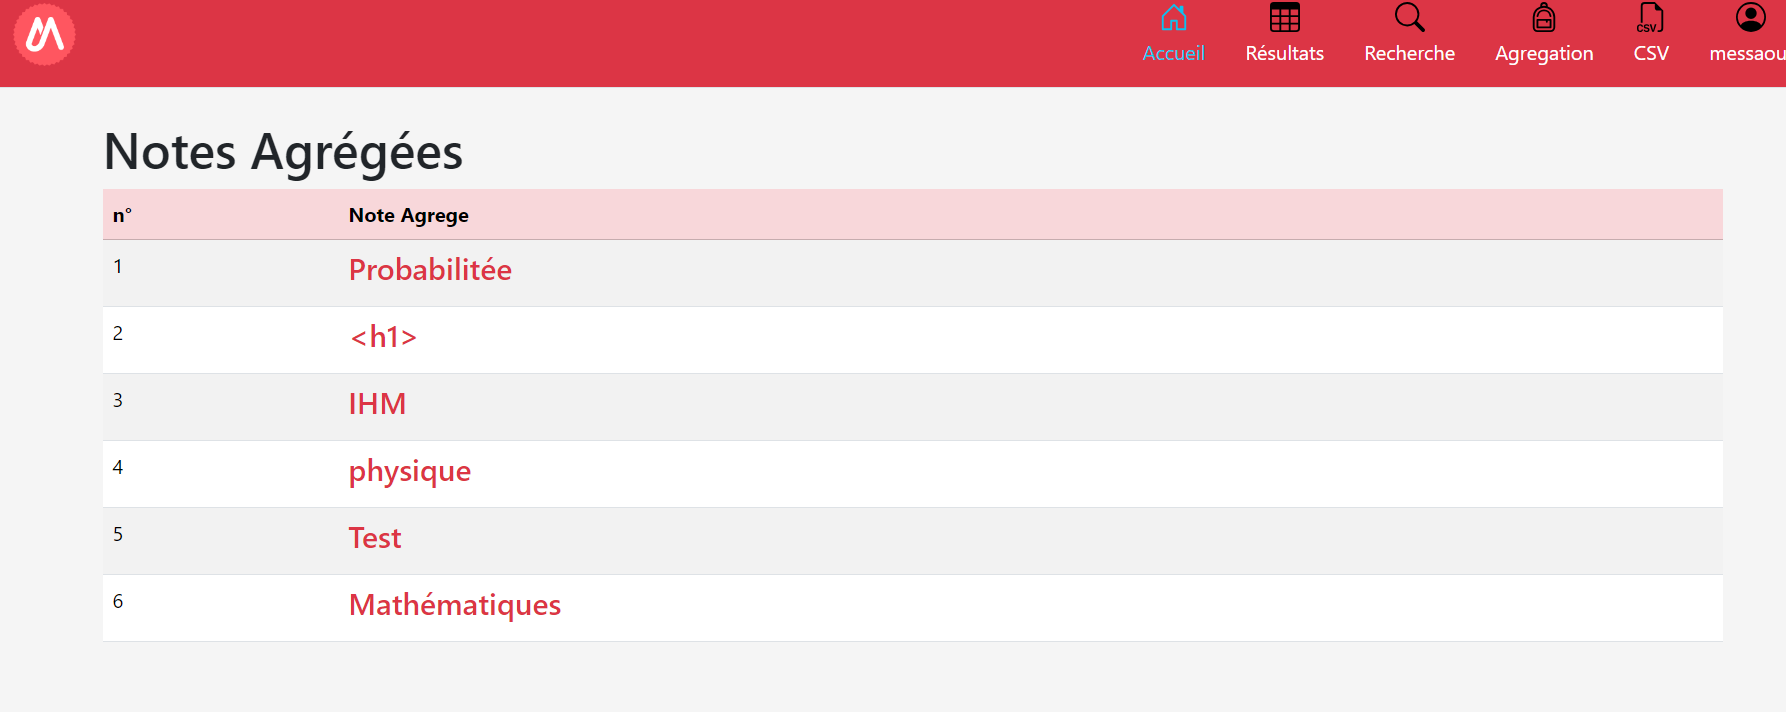 Accueil Résultats Recherche Agregation CSV messaou
Notes Agrégées
n° Note Agrege
1 Probabilitée
2 <h1>
3 IHM
4 physique
5 Test
6 Mathématiques